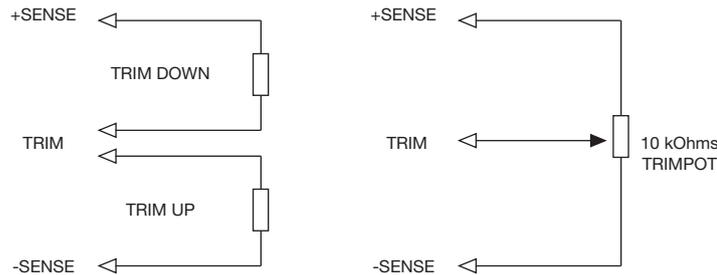 +SENSE
TRIM DOWN
TRIM
TRIM UP
-SENSE
+SENSE
TRIM
10 kOhms
TRIMPOT
-SENSE